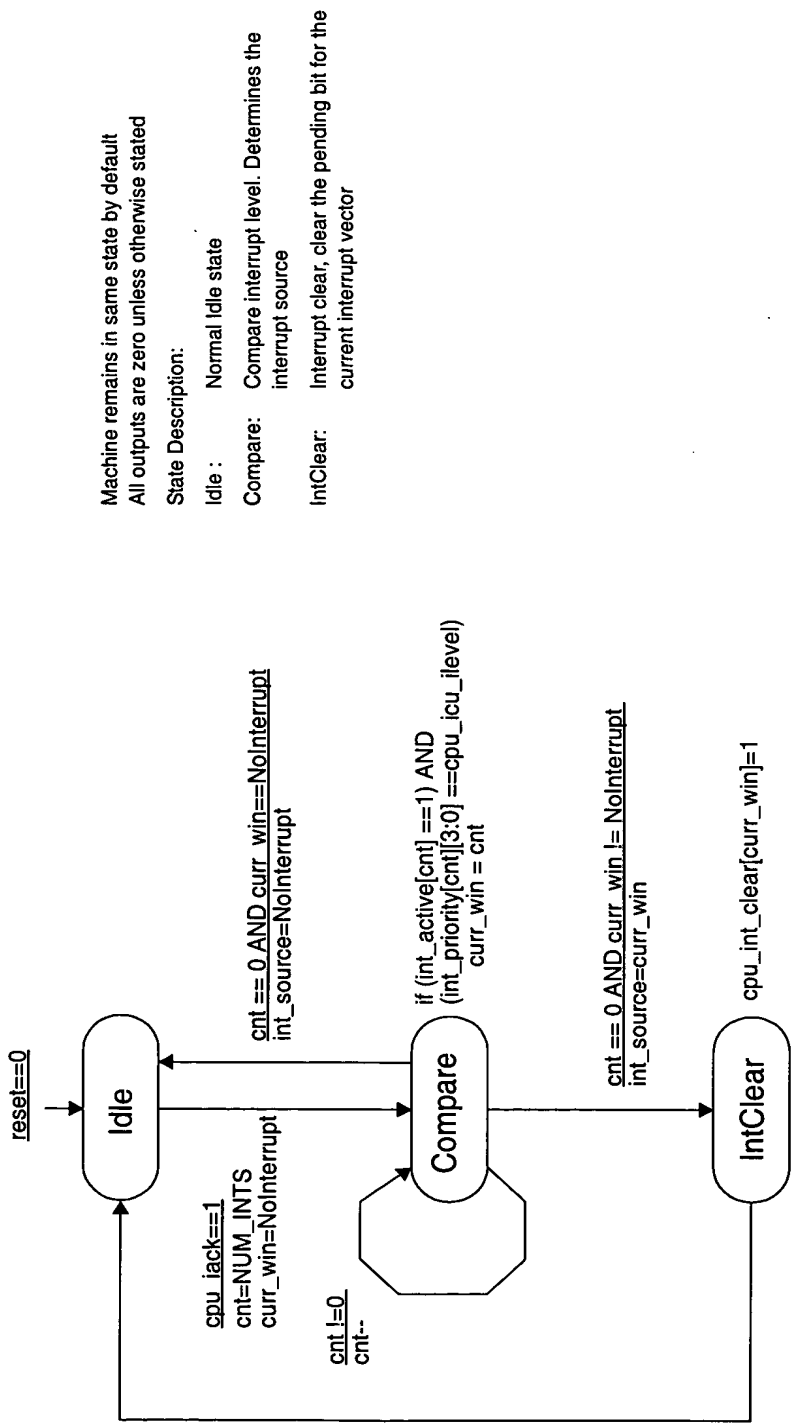 reset==0
Idle
cpu_iack==1
cnt=NUM_INTS
curr_win=NoInterrupt
cnt == 0 AND curr_win==NoInterrupt
int_source=NoInterrupt
cnt !=0
cnt--
Compare
if (int_active[cnt] ==1) AND
(int_priority[cnt][3:0] ==cpu_icu_ilevel)
curr_win = cnt
cnt == 0 AND curr_win != NoInterrupt
int_source=curr_win
IntClear
cpu_int_clear[curr_win]=1
Machine remains in same state by default
All outputs are zero unless otherwise stated
State Description:
Idle : Normal Idle state
Compare: Compare interrupt level. Determines the
interrupt source
IntClear: Interrupt clear, clear the pending bit for the
current interrupt vector